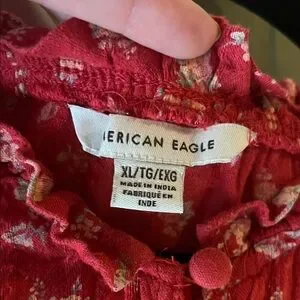 ERICAN EAGLE
XL/TG/EXG
MADE IN INDIA
FABRIQUÉ EN
INDE